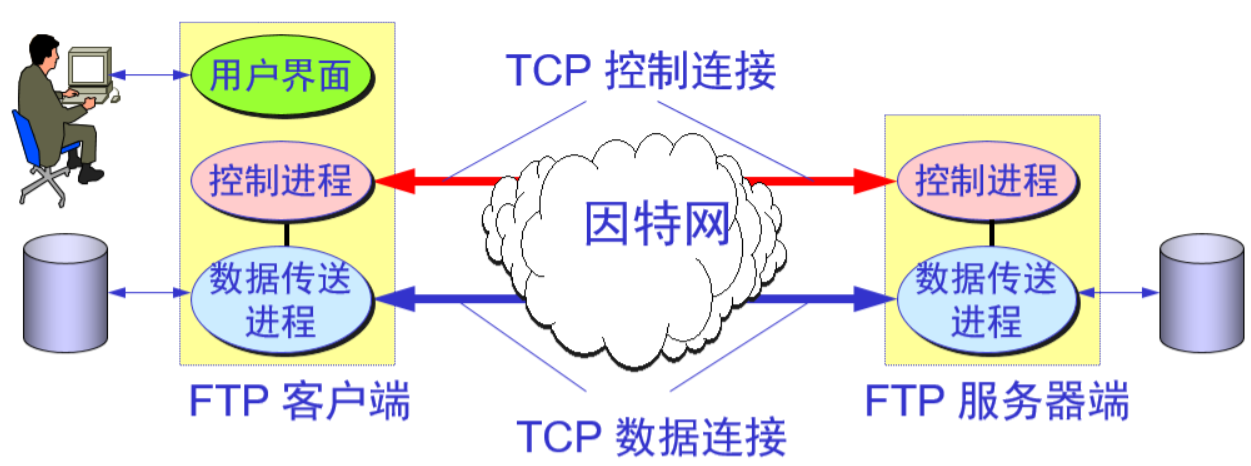 用户界面
TCP 控制连接
控制进程
因特网
控制进程
数据传送
进程
数据传送
进程
FTP 客户端
FTP 服务器端
TCP 数据连接